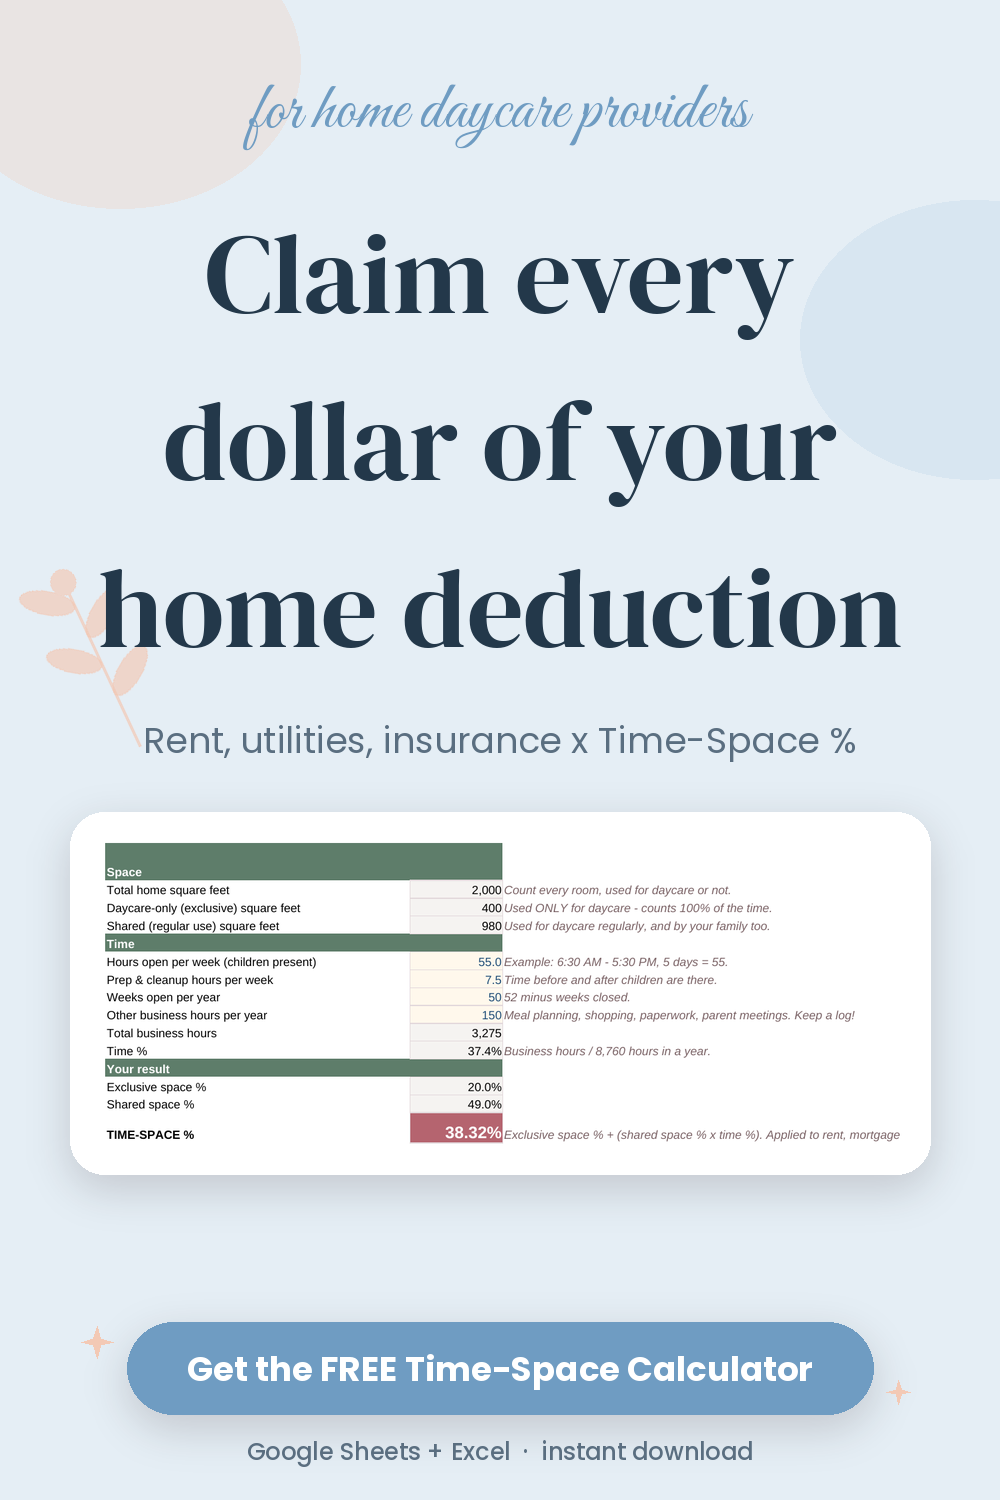 for home daycare providers
Claim every
dollar of your
home deduction
Rent, utilities, insurance x Time-Space %
Space
Total home square feet 2,000 Count every room, used for daycare or not.
Daycare-only (exclusive) square feet 400 Used ONLY for daycare - counts 100% of the time.
Shared (regular use) square feet 980 Used for daycare regularly, and by your family too.
Time
Hours open per week (children present) 55.0 Example: 6:30 AM - 5:30 PM, 5 days = 55.
Prep & cleanup hours per week 7.5 Time before and after children are there.
Weeks open per year 50 52 minus weeks closed.
Other business hours per year 150 Meal planning, shopping, paperwork, parent meetings. Keep a log!
Total business hours 3,275
Time % 37.4% Business hours / 8,760 hours in a year.
Your result
Exclusive space % 20.0%
Shared space % 49.0%
TIME-SPACE % 38.32% Exclusive space % + (shared space % x time %). Applied to rent, mortgage
Get the FREE Time-Space Calculator
Google Sheets + Excel · instant download